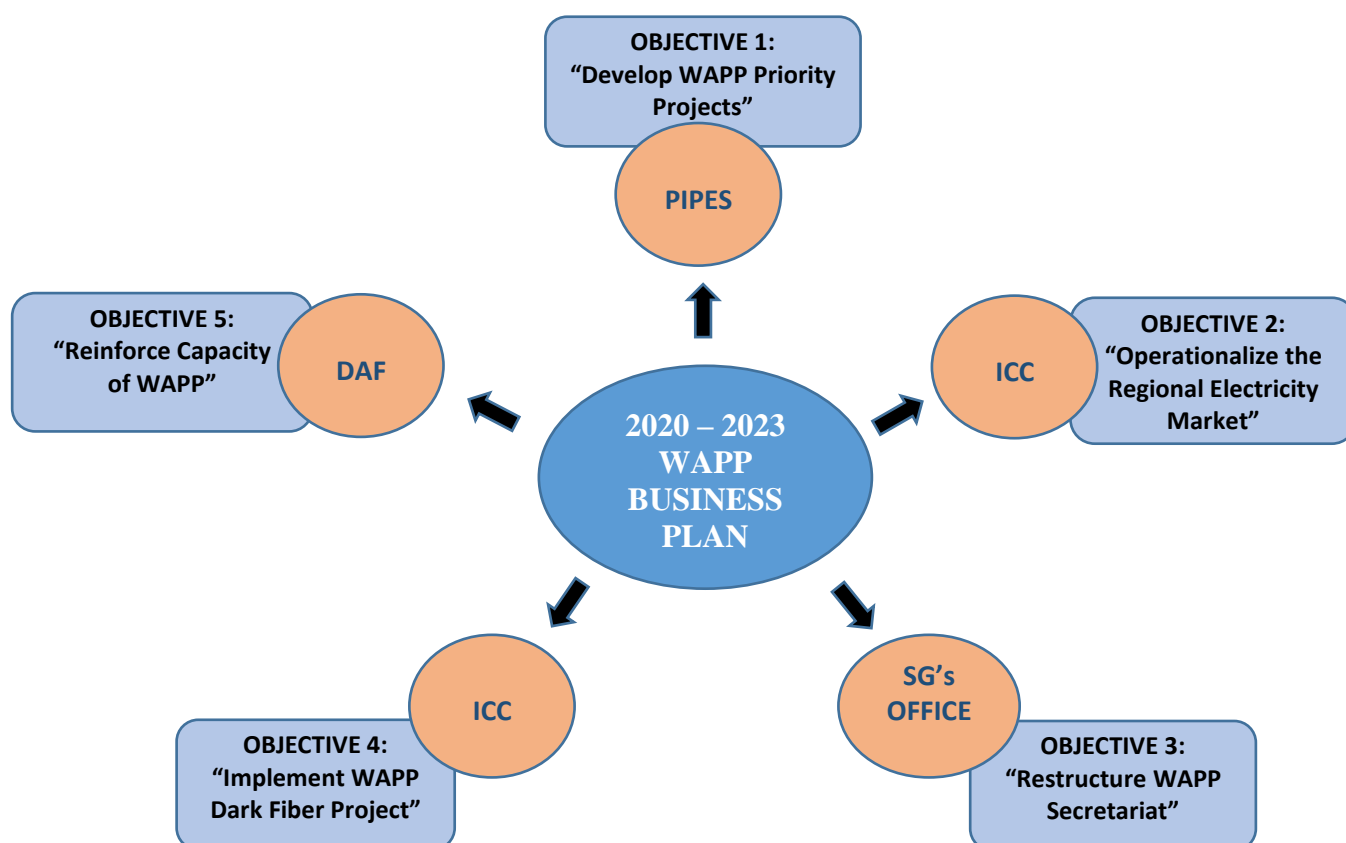 OBJECTIVE 1:
“Develop WAPP Priority
Projects”
PIPES
OBJECTIVE 5:
“Reinforce Capacity
of WAPP”
DAF
ICC
OBJECTIVE 2:
“Operationalize the
Regional Electricity
Market”
2020 – 2023
WAPP
BUSINESS
PLAN
ICC
OBJECTIVE 4:
“Implement WAPP
Dark Fiber Project”
SG’s
OFFICE
OBJECTIVE 3:
“Restructure WAPP
Secretariat”